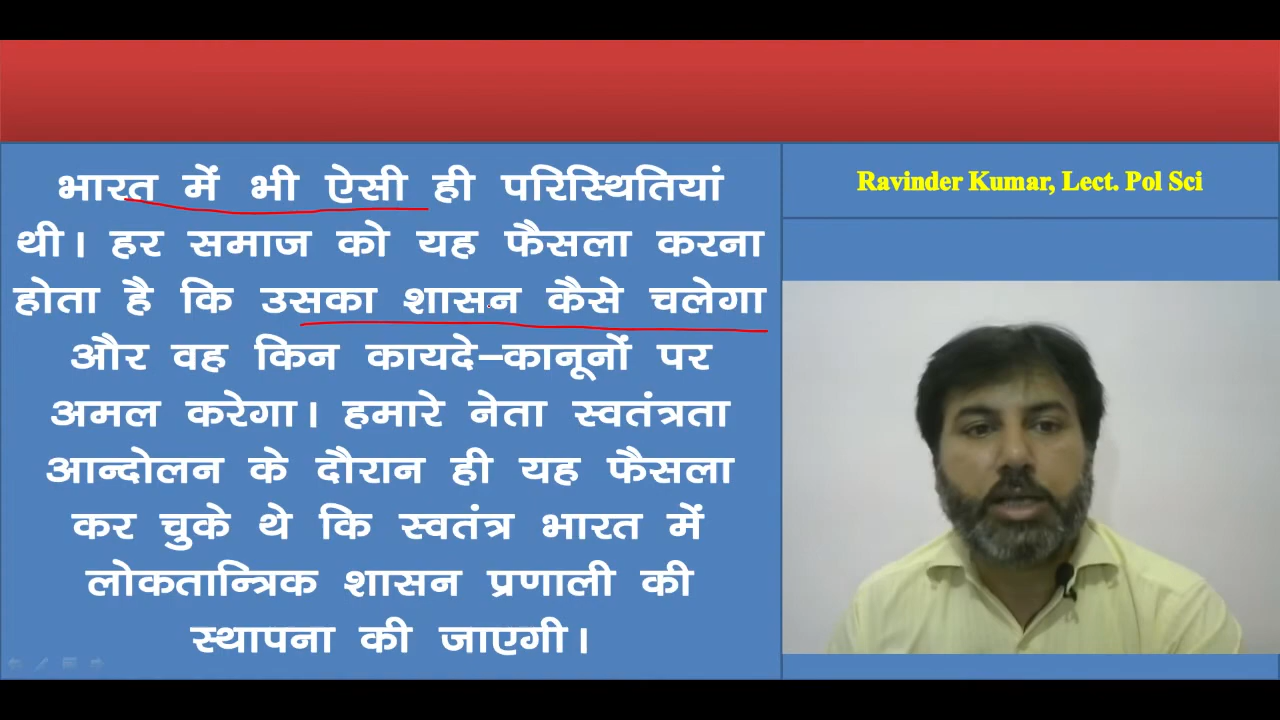 भारत में भी ऐसी ही परिस्थितियां
थी। हर समाज को यह फैसला करना
होता है कि उसका शासन कैसे चलेगा
और वह किन कायदे–कानूनों पर
अमल करेगा। हमारे नेता स्वतंत्रता
आन्दोलन के दौरान ही यह फैसला
कर चुके थे कि स्वतंत्र भारत में
लोकतान्त्रिक शासन प्रणाली की
स्थापना की जाएगी।
Ravinder Kumar, Lect. Pol Sci